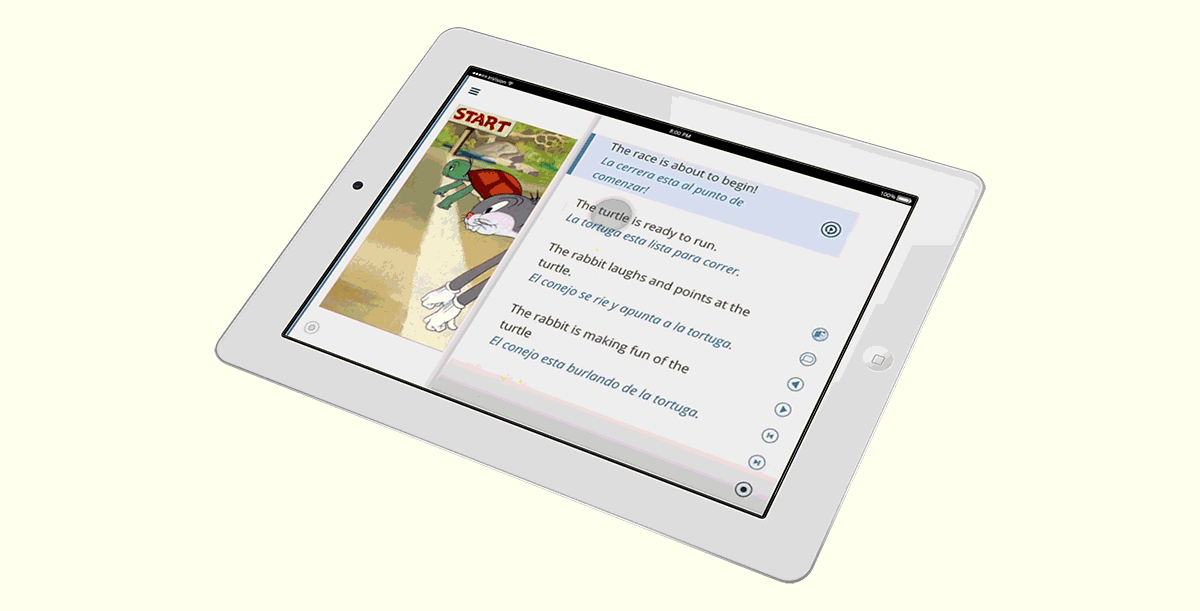 inVision
8:00 PM
100%
START
The race is about to begin!
La cerrera esta al punto de
comenzar!
The turtle is ready to run.
La tortuga esta lista para correr.
The rabbit laughs and points at the
turtle.
El conejo se rie y apunta a la tortuga.
The rabbit is making fun of the
turtle
El conejo esta burlando de la tortuga.